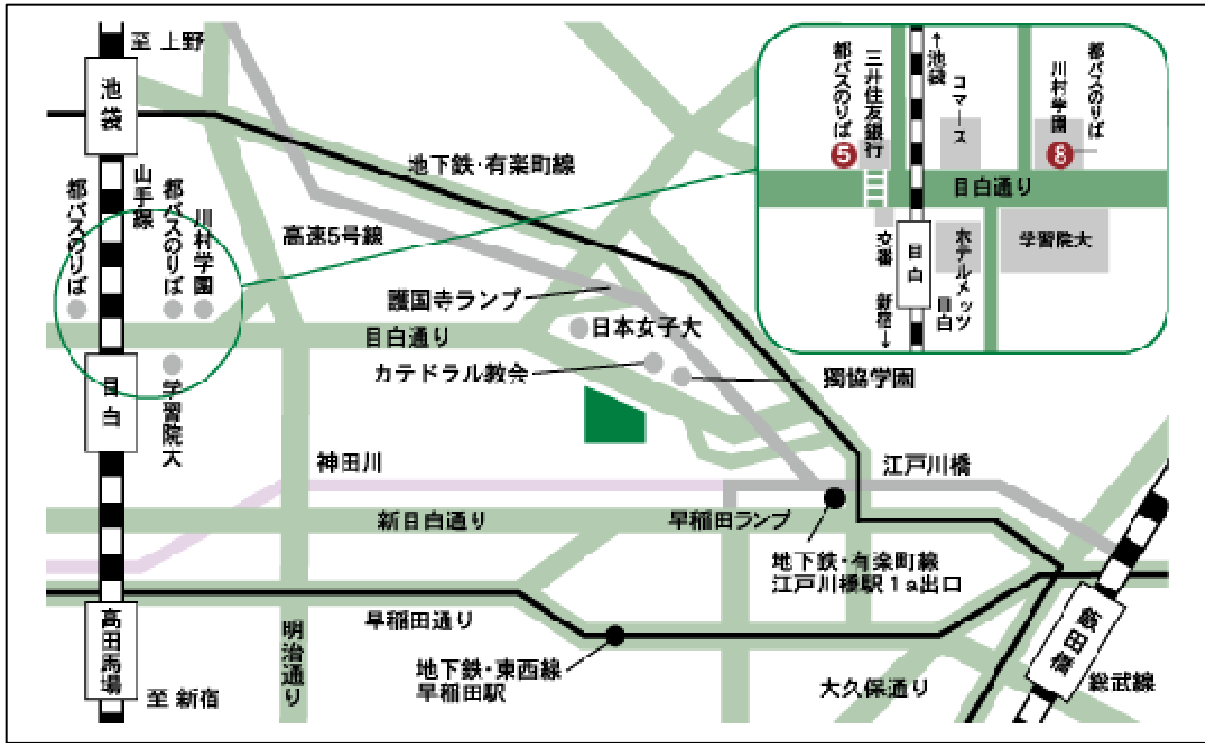 至 上野
池袋
山手線
都バスのりば
都バスのりば
川村学園
地下鉄・有楽町線
高速5号線
護国寺ランプ
目白通り
日本女子大
カテドラル教会
獨協学園
目白
学習院大
神田川
江戸川橋
新目白通り
早稲田ランプ
地下鉄・有楽町線
江戸川橋駅1a出口
高田馬場
早稲田通り
明治通り
地下鉄・東西線
早稲田駅
大久保通り
飯田橋
総武線
至 新宿
都バスのりば
5
三井住友銀行
↑池袋
コマース
川村学園
8
都バスのりば
目白通り
交番
目白
ホテルメッツ
目白
学習院大
新宿↓